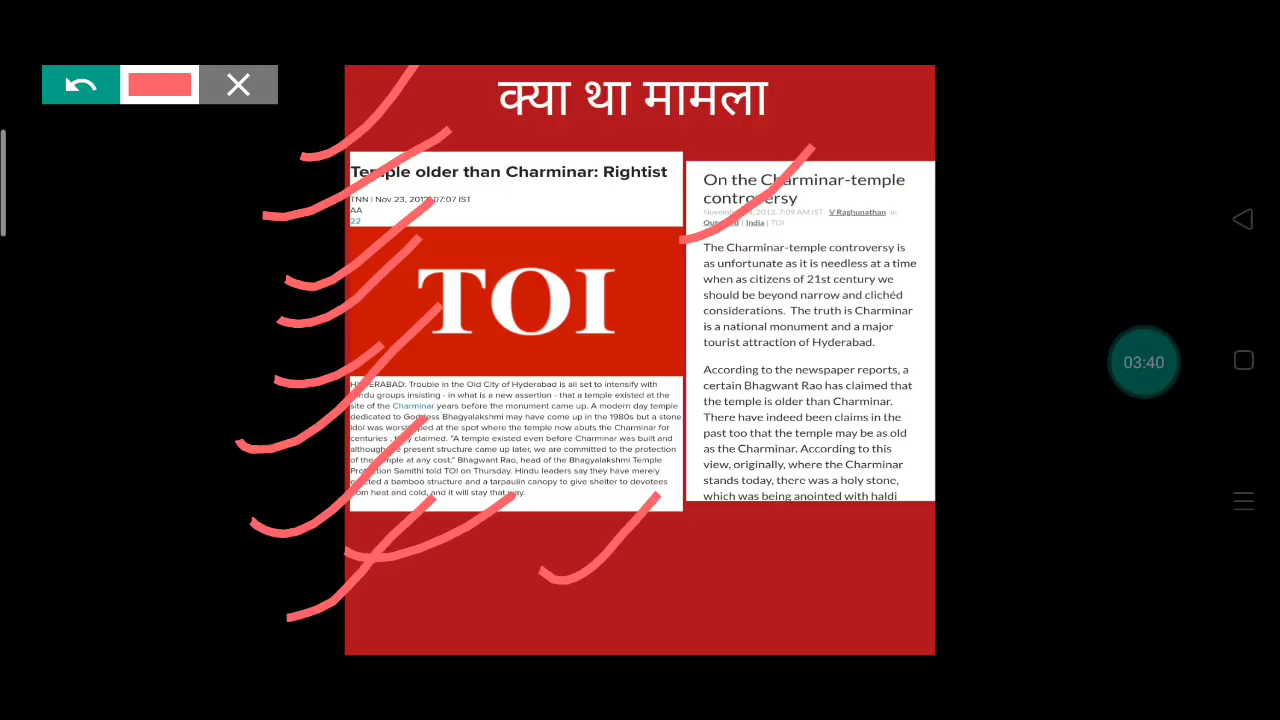 क्या था मामला
Temple older than Charminar: Rightist
TNN | Nov 23, 2012, 07:07 IST
AA
22
TOI
HYDERABAD: Trouble in the Old City of Hyderabad is all set to intensify with
Hindu groups insisting - in what is a new assertion - that a temple existed at the
site of the Charminar years before the monument came up. A modern day temple
dedicated to Goddess Bhagyalakshmi may have come up in the 1980s but a stone
idol was worshipped at the spot where the temple now abuts the Charminar for
centuries , they claimed. "A temple existed even before Charminar was built and
although the present structure came up later, we are committed to the protection
of the temple at any cost," Bhagwant Rao, head of the Bhagyalakshmi Temple
Protection Samithi told TOI on Thursday. Hindu leaders say they have merely
erected a bamboo structure and a tarpaulin canopy to give shelter to devotees
from heat and cold, and it will stay that way.
On the Charminar-temple
controversy
2012, 7:09 AM IST V Raghunathan in
| India | TOI
The Charminar-temple controversy is
as unfortunate as it is needless at a time
when as citizens of 21st century we
should be beyond narrow and clichéd
considerations. The truth is Charminar
is a national monument and a major
tourist attraction of Hyderabad.
According to the newspaper reports, a
certain Bhagwant Rao has claimed that
the temple is older than Charminar.
There have indeed been claims in the
past too that the temple may be as old
as the Charminar. According to this
view, originally, where the Charminar
stands today, there was a holy stone,
which was being anointed with haldi
03:40